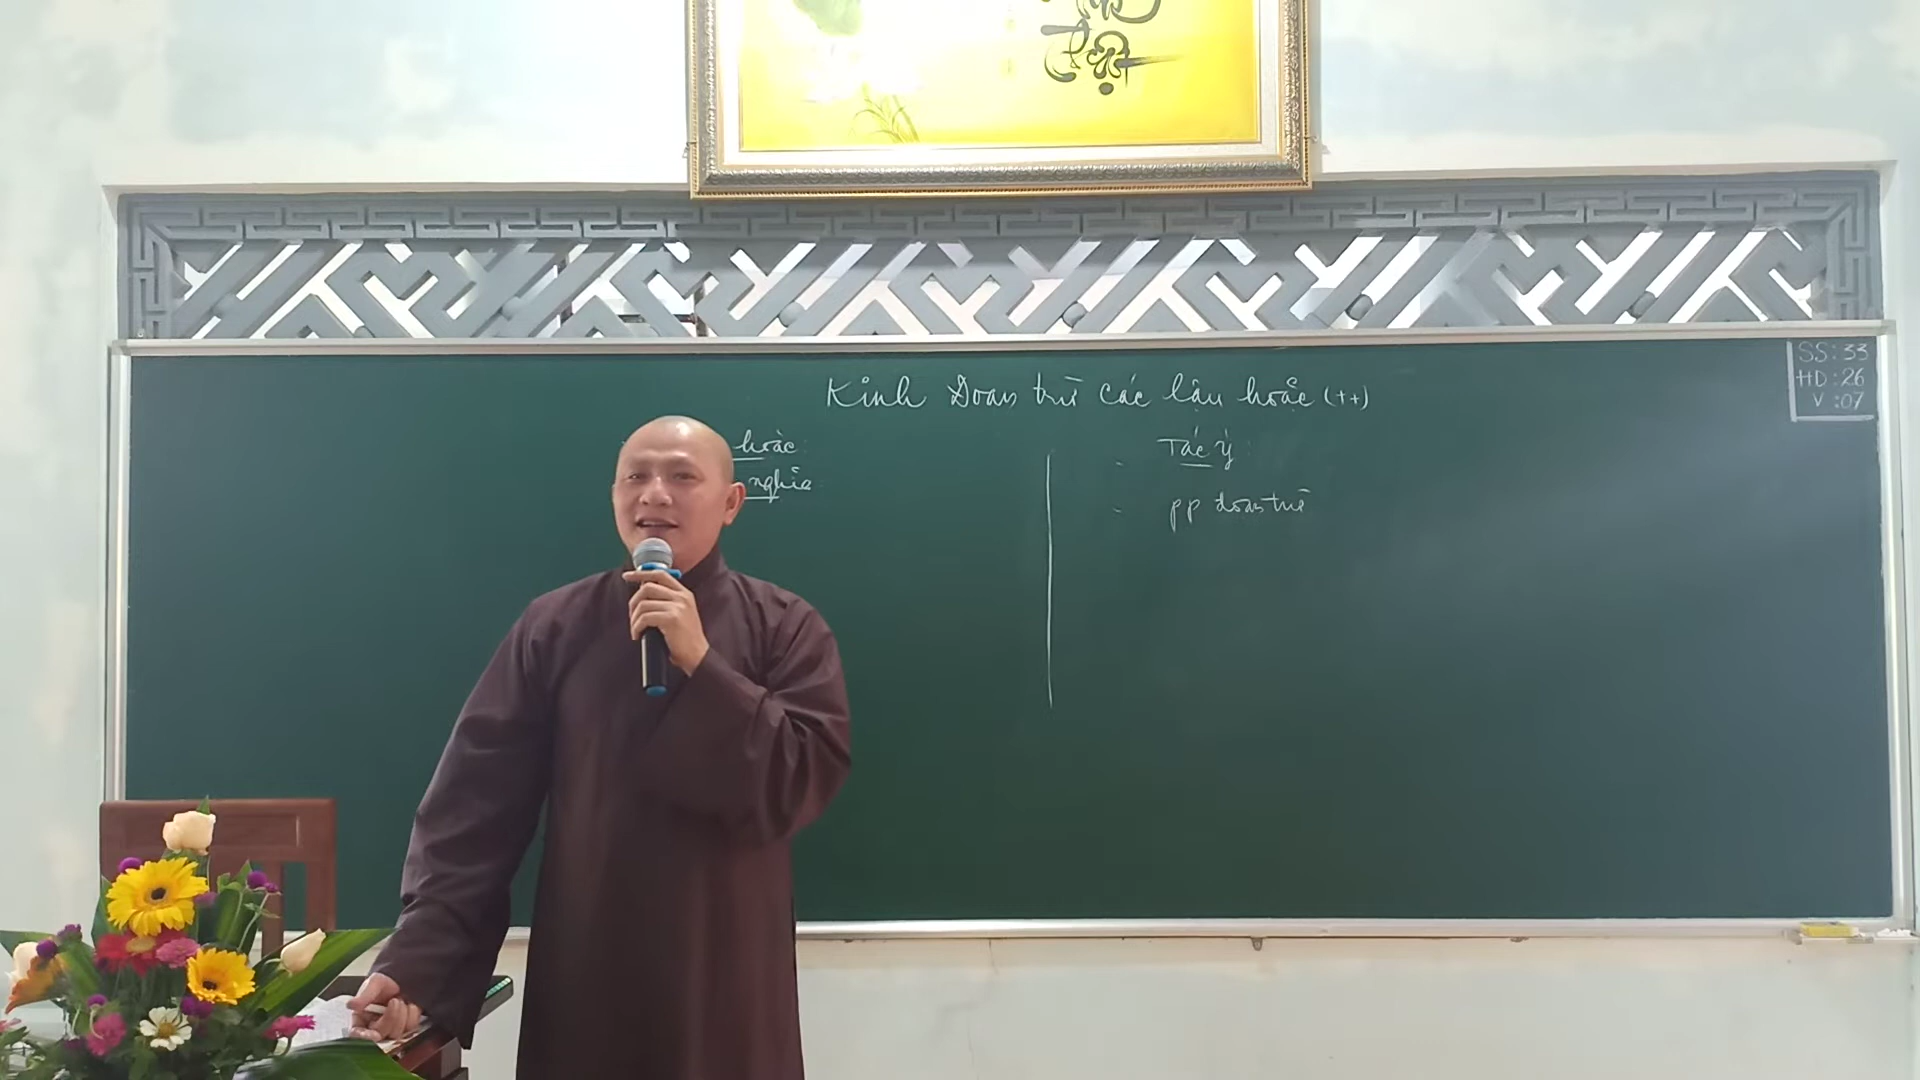 Kinh Đoạn trừ các lậu hoặc (tt)
SS: 33
HD: 26
V: 07
hoặc:
nghĩa:
- Tác ý:
- pp đoạn trừ